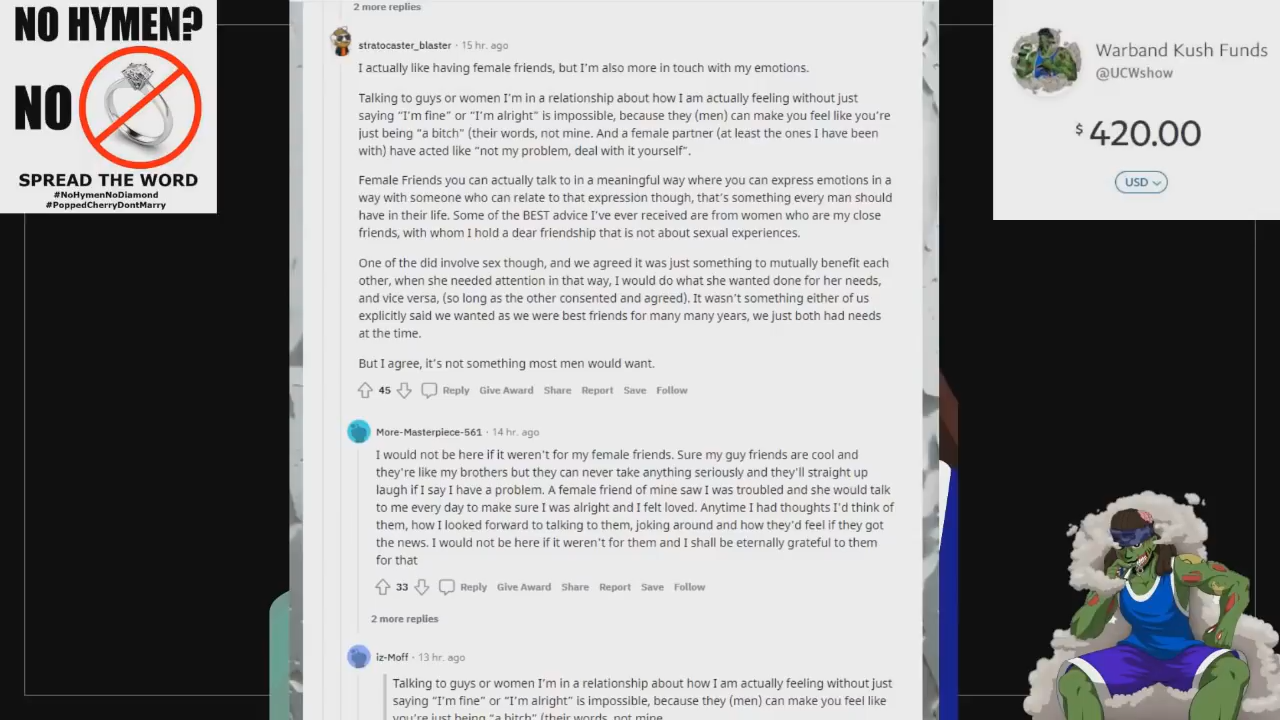 NO HYMEN?
NO
SPREAD THE WORD
#NoHymenNoDiamond
#PoppedCherryDontMarry
2 more replies
stratocaster_blaster · 15 hr. ago
I actually like having female friends, but I'm also more in touch with my emotions.
Talking to guys or women I'm in a relationship about how I am actually feeling without just
saying "I'm fine" or "I'm alright" is impossible, because they (men) can make you feel like you're
just being "a bitch" (their words, not mine. And a female partner (at least the ones I have been
with) have acted like "not my problem, deal with it yourself".
Female Friends you can actually talk to in a meaningful way where you can express emotions in a
way with someone who can relate to that expression though, that's something every man should
have in their life. Some of the BEST advice I've ever received are from women who are my close
friends, with whom I hold a dear friendship that is not about sexual experiences.
One of the did involve sex though, and we agreed it was just something to mutually benefit each
other, when she needed attention in that way, I would do what she wanted done for her needs,
and vice versa, (so long as the other consented and agreed). It wasn't something either of us
explicitly said we wanted as we were best friends for many many years, we just both had needs
at the time.
But I agree, it's not something most men would want.
45 Reply Give Award Share Report Save Follow
More-Masterpiece-561 · 14 hr. ago
I would not be here if it weren't for my female friends. Sure my guy friends are cool and
they're like my brothers but they can never take anything seriously and they'll straight up
laugh if I say I have a problem. A female friend of mine saw I was troubled and she would talk
to me every day to make sure I was alright and I felt loved. Anytime I had thoughts I'd think of
them, how I looked forward to talking to them, joking around and how they'd feel if they got
the news. I would not be here if it weren't for them and I shall be eternally grateful to them
for that
33 Reply Give Award Share Report Save Follow
2 more replies
iz-Moff · 13 hr. ago
Talking to guys or women I'm in a relationship about how I am actually feeling without just
saying "I'm fine" or "I'm alright" is impossible, because they (men) can make you feel like
you're just being "a bitch" (their words, not mine.
Warband Kush Funds
@UCWshow
$ 420.00
USD